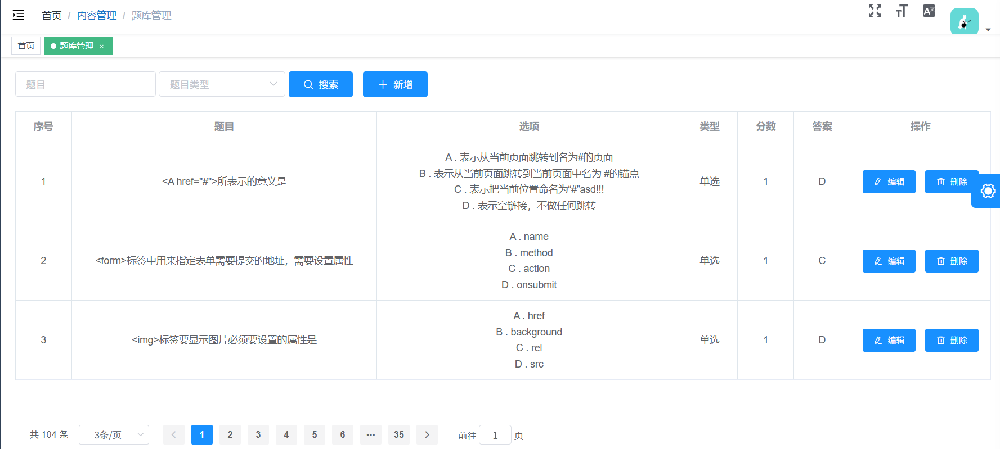 首页 / 内容管理 / 题库管理
首页
题库管理 ×
题目
题目类型
搜索
新增
序号 题目 选项 类型 分数 答案 操作
1
<A href="#">所表示的意义是
A . 表示从当前页面跳转到名为#的页面
B . 表示从当前页面跳转到当前页面中名为 #的锚点
C . 表示把当前位置命名为“#”asd!!!
D . 表示空链接，不做任何跳转
单选
1
D
编辑
删除
2
<form>标签中用来指定表单需要提交的地址，需要设置属性
A . name
B . method
C . action
D . onsubmit
单选
1
C
编辑
删除
3
<img>标签要显示图片必须要设置的属性是
A . href
B . background
C . rel
D . src
单选
1
D
编辑
删除
共 104 条 3条/页 1 2 3 4 5 6 ••• 35 前往 1 页